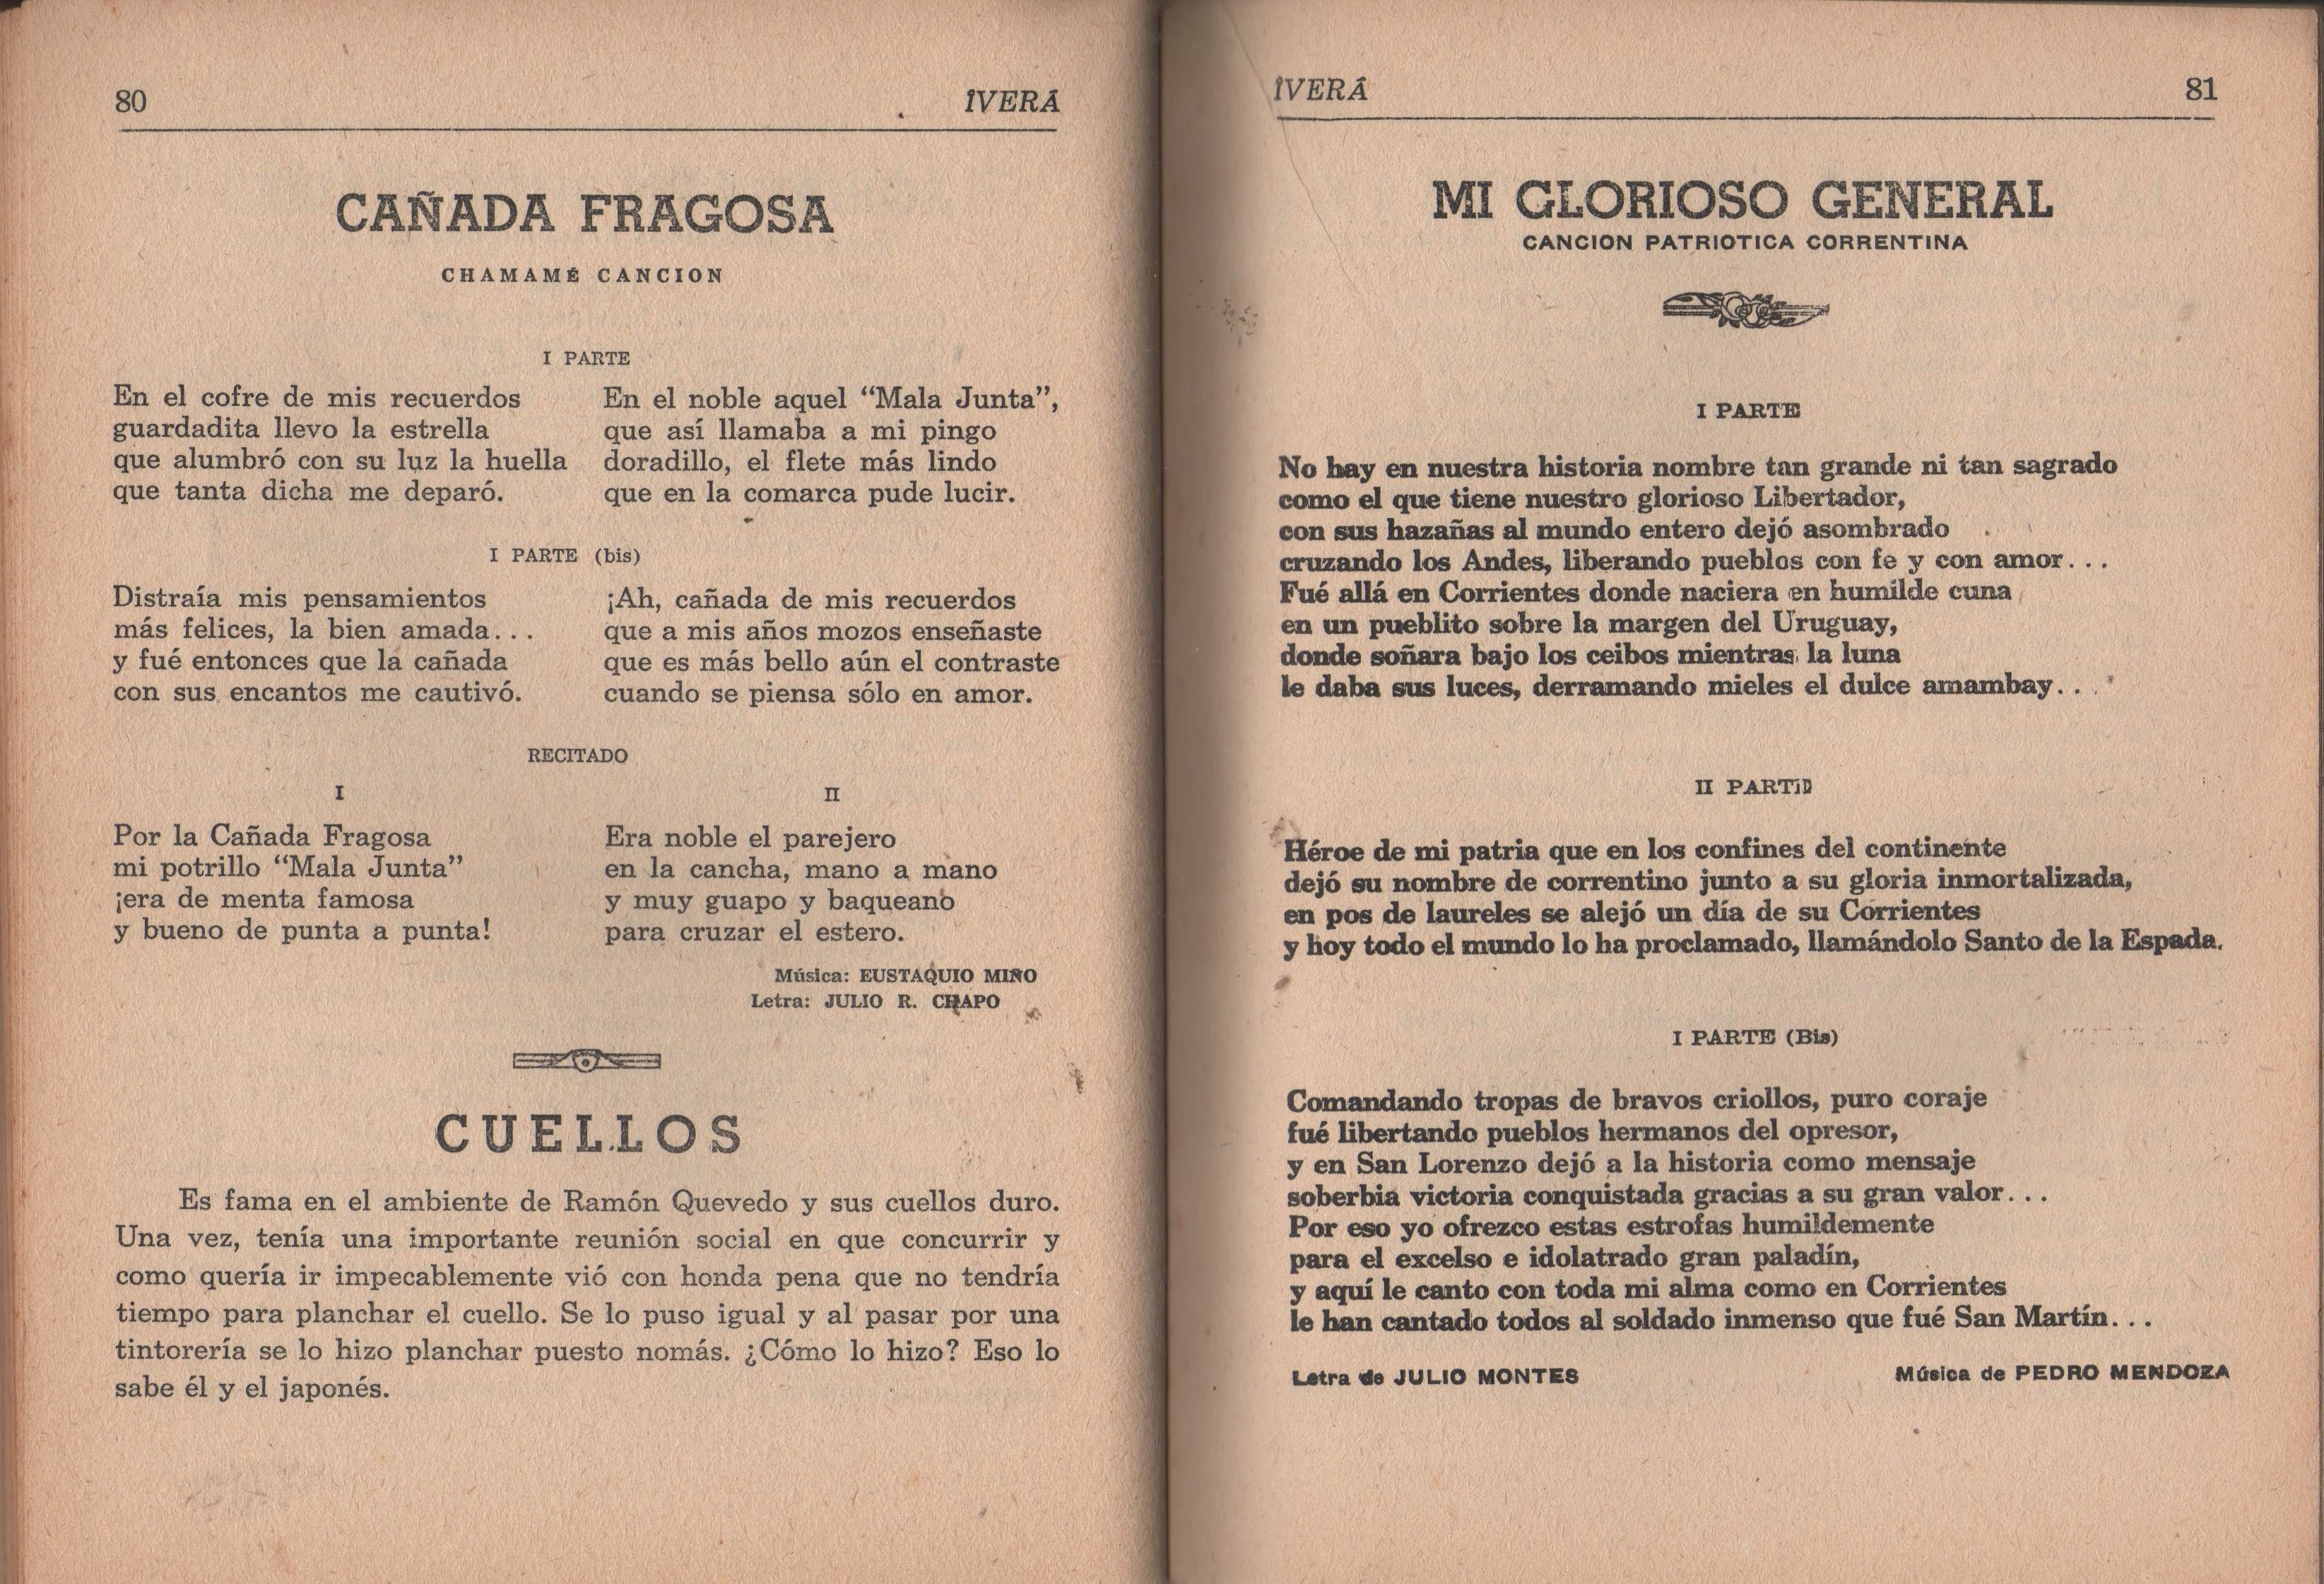 80
ÎVERÁ
CAÑADA FRAGOSA
CHAMAMÉ CANCION
I PARTE
En el cofre de mis recuerdos
guardadita llevo la estrella
que alumbró con su luz la huella
que tanta dicha me deparó.
En el noble aquel “Mala Junta”,
que así llamaba a mi pingo
doradillo, el flete más lindo
que en la comarca pude lucir.
I PARTE (bis)
Distraía mis pensamientos
más felices, la bien amada...
y fué entonces que la cañada
con sus encantos me cautivó.
¡Ah, cañada de mis recuerdos
que a mis años mozos enseñaste
que es más bello aún el contraste
cuando se piensa sólo en amor.
RECITADO
I
Por la Cañada Fragosa
mi potrillo “Mala Junta”
¡era de menta famosa
y bueno de punta a punta!
II
Era noble el parejero
en la cancha, mano a mano
y muy guapo y baqueano
para cruzar el estero.
Música: EUSTAQUIO MIÑO
Letra: JULIO R. CHAPO
CUELLOS
Es fama en el ambiente de Ramón Quevedo y sus cuellos duro.
Una vez, tenía una importante reunión social en que concurrir y
como quería ir impecablemente vió con honda pena que no tendría
tiempo para planchar el cuello. Se lo puso igual y al pasar por una
tintorería se lo hizo planchar puesto nomás. ¿Cómo lo hizo? Eso lo
sabe él y el japonés.
ÎVERÁ
81
MI GLORIOSO GENERAL
CANCION PATRIOTICA CORRENTINA
I PARTE
No hay en nuestra historia nombre tan grande ni tan sagrado
como el que tiene nuestro glorioso Libertador,
con sus hazañas al mundo entero dejó asombrado
cruzando los Andes, liberando pueblos con fe y con amor...
Fué allá en Corrientes donde naciera en humilde cuna
en un pueblito sobre la margen del Uruguay,
donde soñara bajo los ceibos mientras la luna
le daba sus luces, derramando mieles el dulce amambay...
II PARTE
Héroe de mi patria que en los confines del continente
dejó su nombre de correntino junto a su gloria inmortalizada,
en pos de laureles se alejó un día de su Corrientes
y hoy todo el mundo lo ha proclamado, llamándolo Santo de la Espada.
I PARTE (Bis)
Comandando tropas de bravos criollos, puro coraje
fué libertando pueblos hermanos del opresor,
y en San Lorenzo dejó a la historia como mensaje
soberbia victoria conquistada gracias a su gran valor...
Por eso yo ofrezco estas estrofas humildemente
para el excelso e idolatrado gran paladín,
y aquí le canto con toda mi alma como en Corrientes
le han cantado todos al soldado inmenso que fué San Martín...
Letra de JULIO MONTES
Música de PEDRO MENDOZA